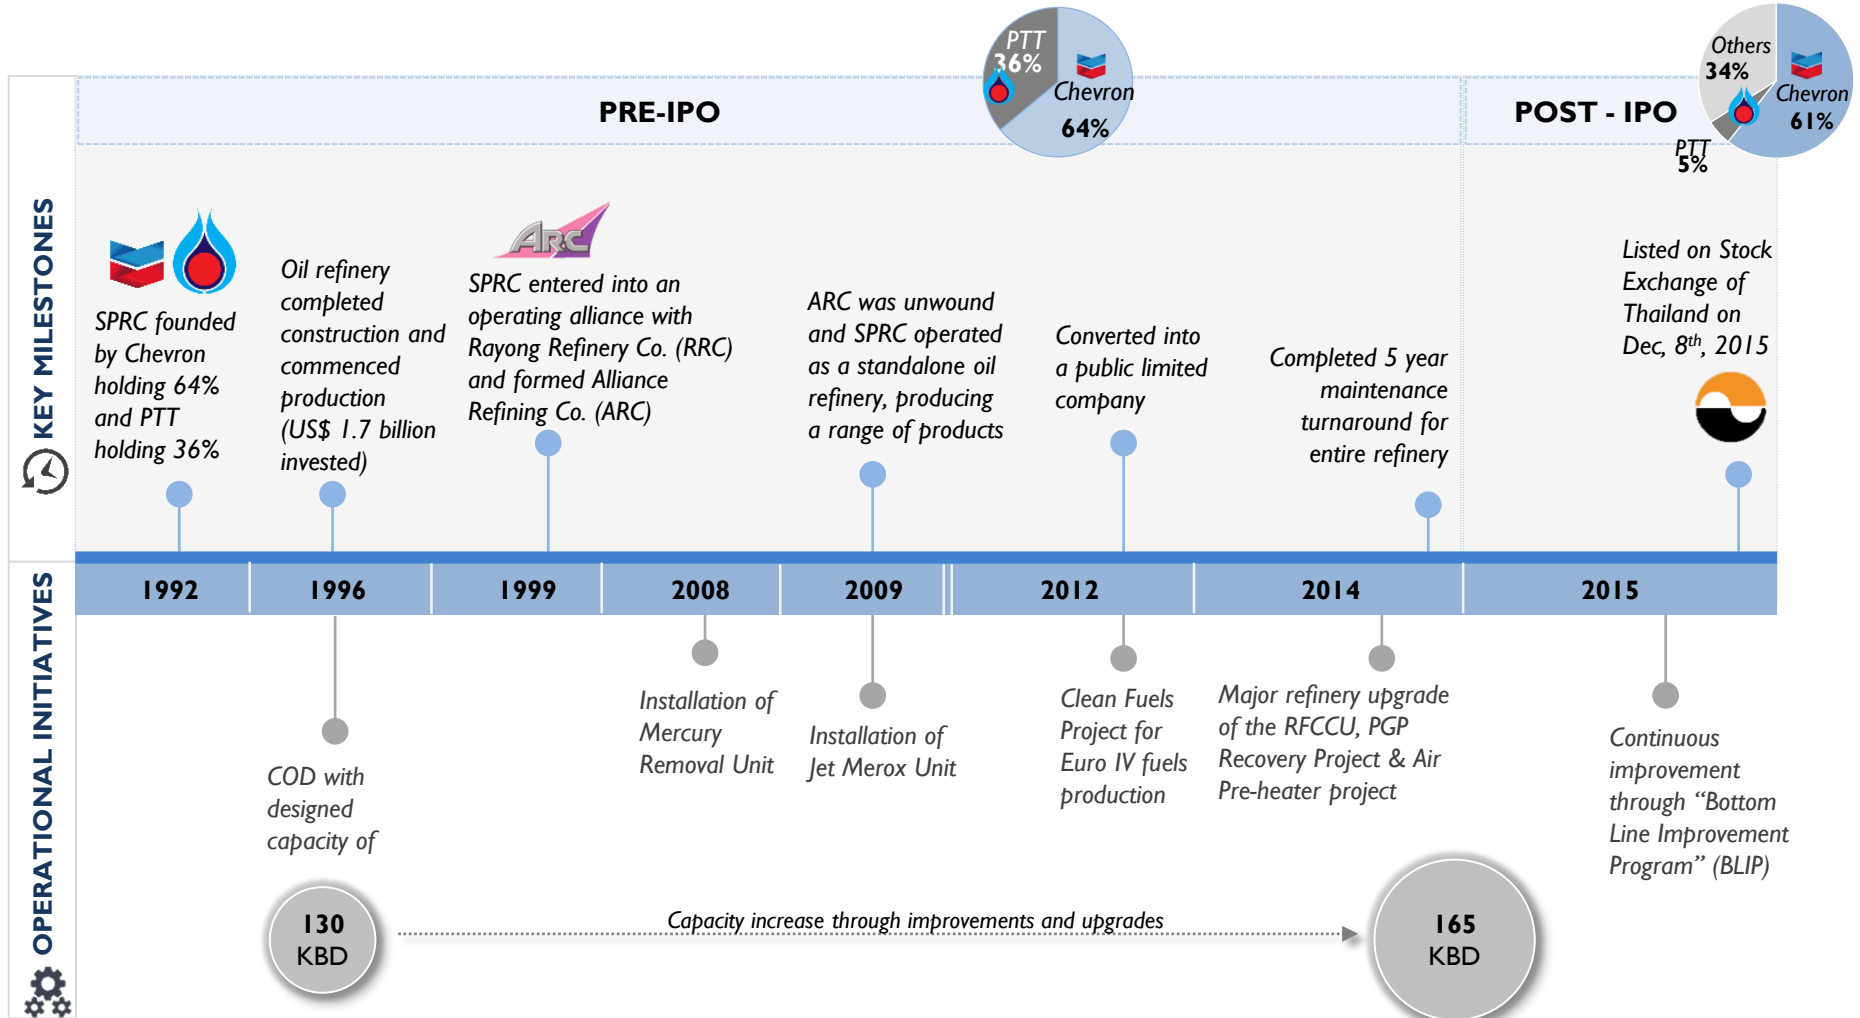 PTT
36%
Chevron
64%
Others
34%
Chevron
61%
PTT
5%
PRE-IPO
POST - IPO
KEY MILESTONES
SPRC founded
by Chevron
holding 64%
and PTT
holding 36%
Oil refinery
completed
construction and
commenced
production
(US$ 1.7 billion
invested)
ARC
SPRC entered into an
operating alliance with
Rayong Refinery Co. (RRC)
and formed Alliance
Refining Co. (ARC)
ARC was unwound
and SPRC operated
as a standalone oil
refinery, producing
a range of products
Converted into
a public limited
company
Completed 5 year
maintenance
turnaround for
entire refinery
Listed on Stock
Exchange of
Thailand on
Dec, 8th, 2015
1992
1996
1999
2008
2009
2012
2014
2015
OPERATIONAL INITIATIVES
COD with
designed
capacity of
Installation of
Mercury
Removal Unit
Installation of
Jet Merox Unit
Clean Fuels
Project for
Euro IV fuels
production
Major refinery upgrade
of the RFCCU, PGP
Recovery Project & Air
Pre-heater project
Continuous
improvement
through “Bottom
Line Improvement
Program” (BLIP)
130
KBD
Capacity increase through improvements and upgrades
165
KBD